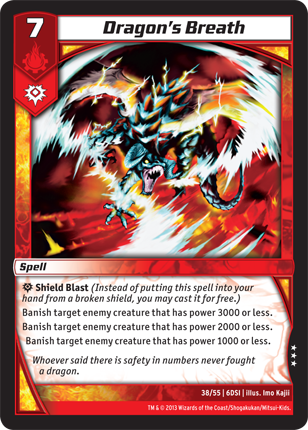 7
Dragon's Breath
Spell
Shield Blast (Instead of putting this spell into your
hand from a broken shield, you may cast it for free.)
Banish target enemy creature that has power 3000 or less.
Banish target enemy creature that has power 2000 or less.
Banish target enemy creature that has power 1000 or less.
Whoever said there is safety in numbers never fought
a dragon.
38/55 | 6DSI | illus. Imo Kajii
TM & © 2013 Wizards of the Coast/Shogakukan/Mitsui-Kids.